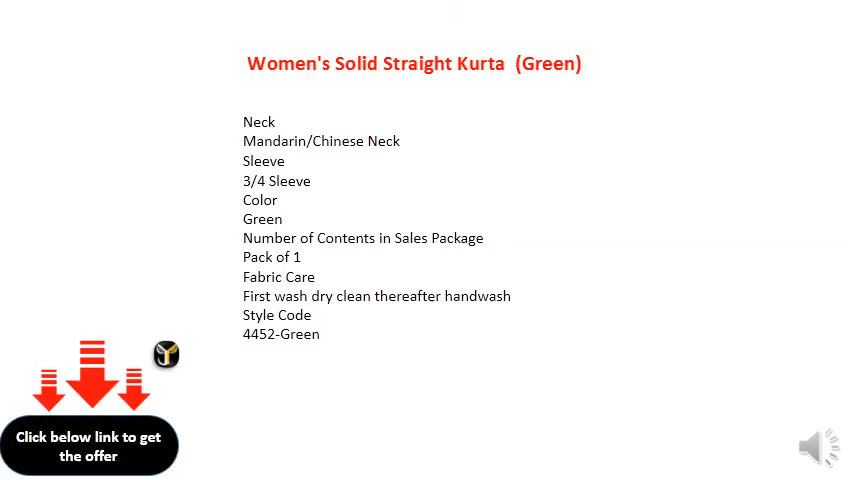 Women's Solid Straight Kurta (Green)
Neck
Mandarin/Chinese Neck
Sleeve
3/4 Sleeve
Color
Green
Number of Contents in Sales Package
Pack of 1
Fabric Care
First wash dry clean thereafter handwash
Style Code
4452-Green
Click below link to get
the offer